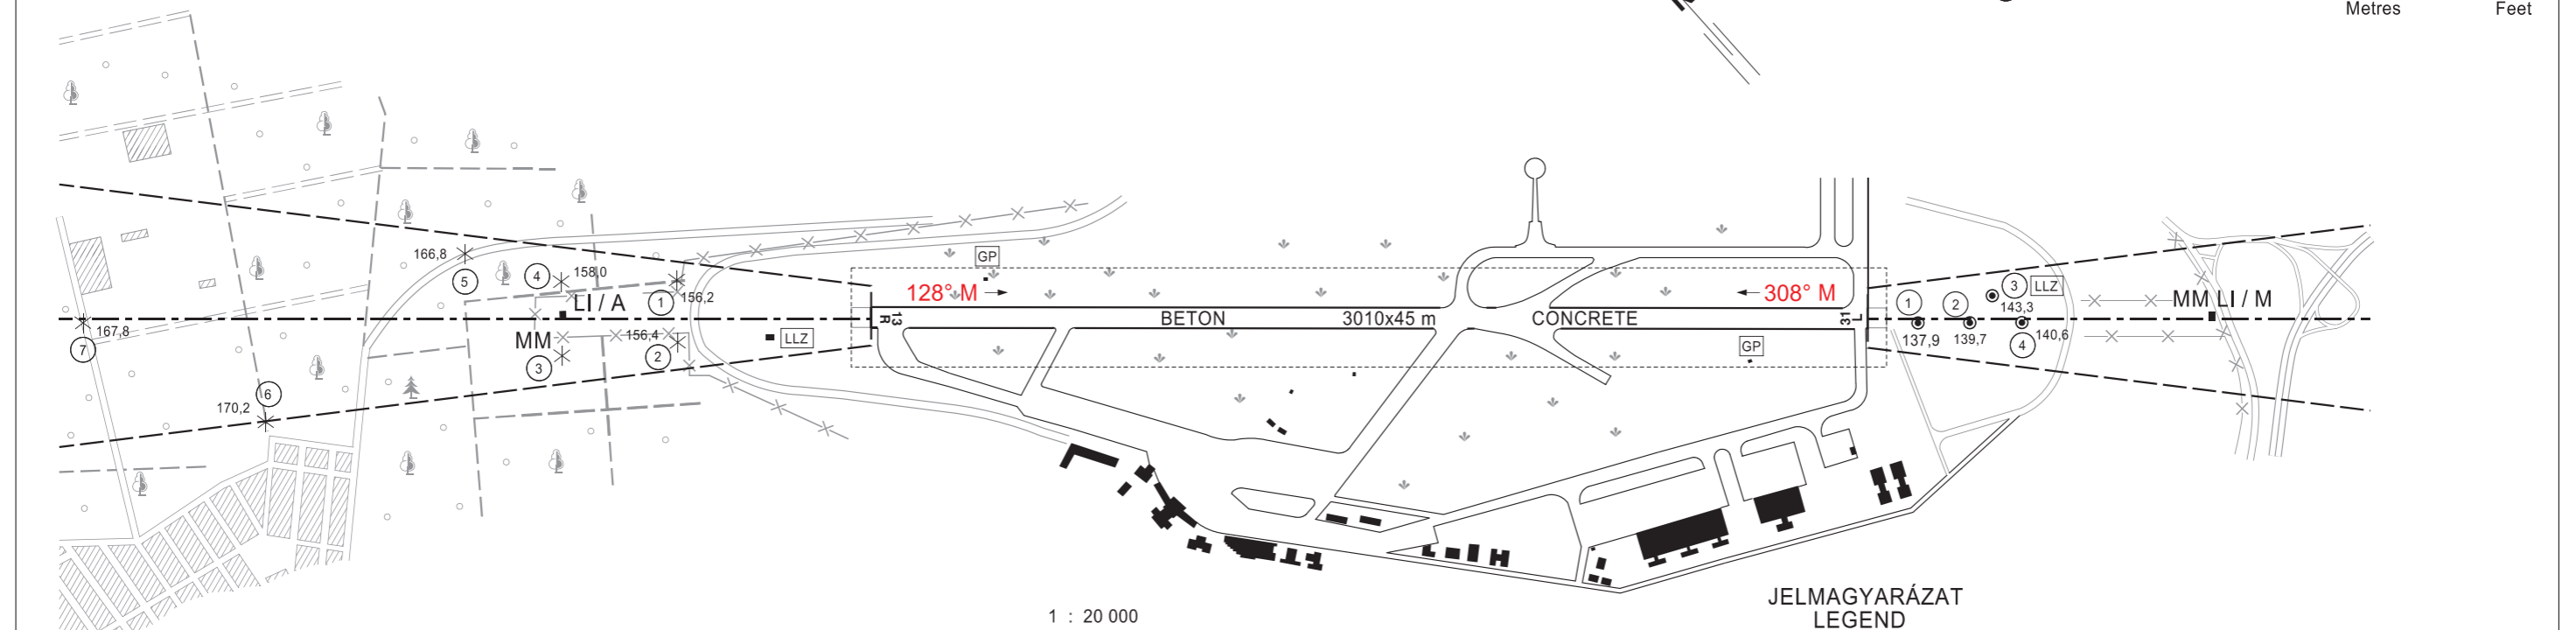 Metres Feet
166,8
5
4
158,0
LI / A
1
156,2
167,8
7
MM
3
156,4
2
LLZ
6
170,2
GP
128° M
308° M
13
R
BETON 3010x45 m CONCRETE
31
L
GP
1
2
3
LLZ
143,3
MM LI / M
137,9
139,7
4
140,6
1 : 20 000
JELMAGYARÁZAT
LEGEND